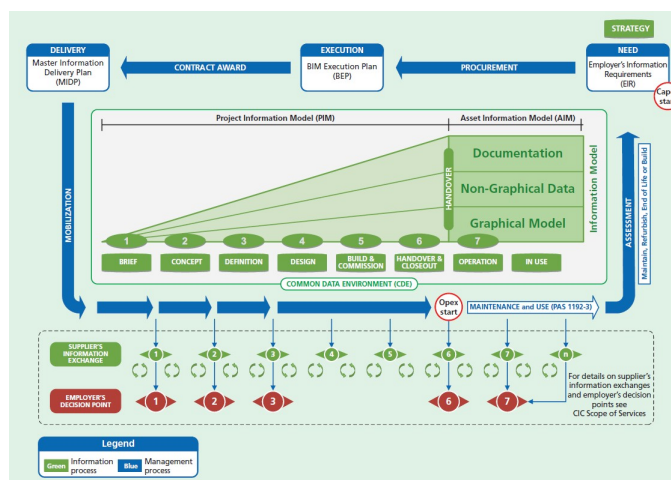 STRATEGY
DELIVERY
Master Information
Delivery Plan
(MIDP)
CONTRACT AWARD
EXECUTION
BIM Execution Plan
(BEP)
PROCUREMENT
NEED
Employer's Information
Requirements
(EIR)
Cape
start
Project Information Model (PIM)
Asset Information Model (AIM)
MOBILIZATION
HANDOVER
Documentation
Non-Graphical Data
Graphical Model
Information Model
ASSESSMENT
Maintain, Refurbish, End of Life or Build
1
2
3
4
5
6
7
BRIEF
CONCEPT
DEFINITION
DESIGN
BUILD &
COMMISSION
HANDOVER &
CLOSEOUT
OPERATION
IN USE
COMMON DATA ENVIRONMENT (CDE)
Opex
start
MAINTENANCE and USE (PAS 1192-3)
SUPPLIER'S
INFORMATION
EXCHANGE
1
2
3
4
5
6
7
n
For details on supplier's
information exchanges
and employer's decision
points see
CIC Scope of Services
EMPLOYER'S
DECISION POINT
1
2
3
6
7
Legend
Green
Information
process
Blue
Management
process